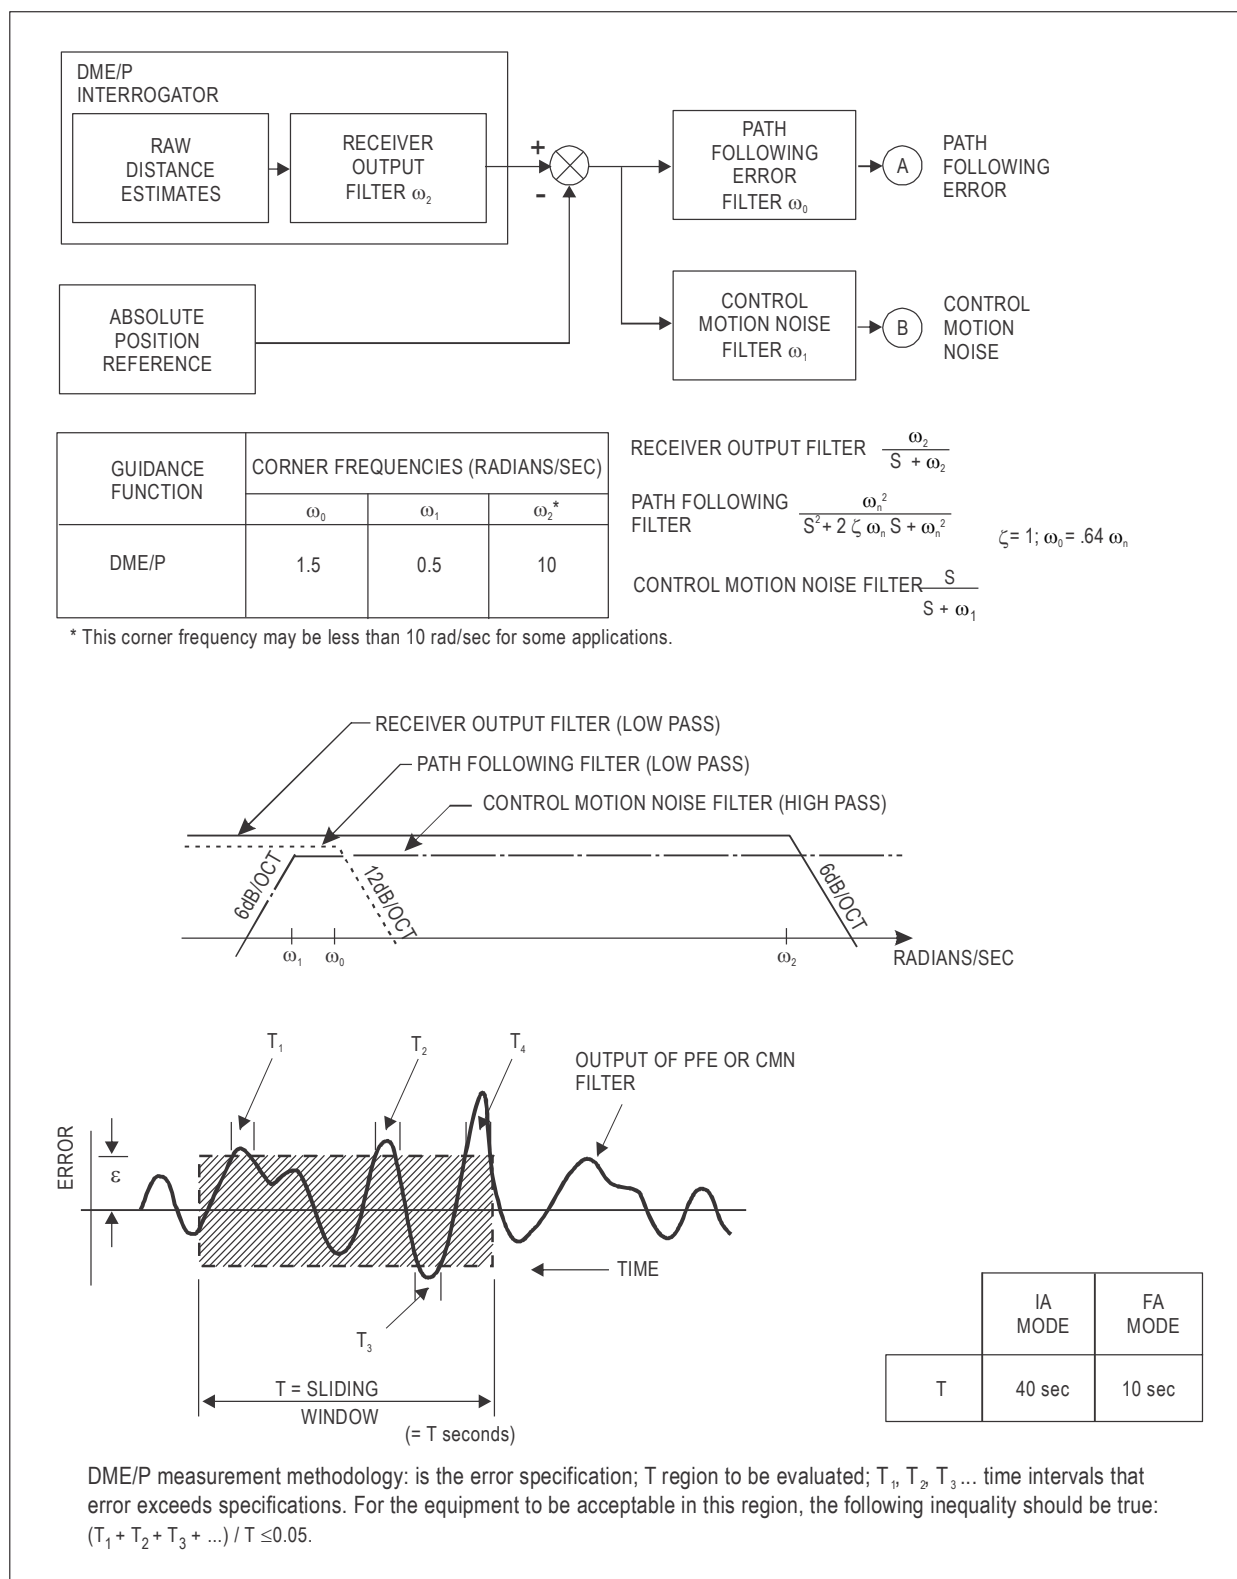 DME/P
INTERROGATOR
RAW
DISTANCE
ESTIMATES
RECEIVER
OUTPUT
FILTER ω₂
+
-
PATH
FOLLOWING
ERROR
FILTER ω₀
A
PATH
FOLLOWING
ERROR
ABSOLUTE
POSITION
REFERENCE
CONTROL
MOTION NOISE
FILTER ω₁
B
CONTROL
MOTION
NOISE
GUIDANCE
FUNCTION
CORNER FREQUENCIES (RADIANS/SEC)
ω₀ ω₁ ω₂*
DME/P 1.5 0.5 10
* This corner frequency may be less than 10 rad/sec for some applications.
RECEIVER OUTPUT FILTER ω₂ / S + ω₂
PATH FOLLOWING
FILTER
ωₙ² / S² + 2 ζ ωₙ S + ωₙ²
ζ = 1; ω₀ = .64 ωₙ
CONTROL MOTION NOISE FILTER S / S + ω₁
RECEIVER OUTPUT FILTER (LOW PASS)
PATH FOLLOWING FILTER (LOW PASS)
CONTROL MOTION NOISE FILTER (HIGH PASS)
6dB/OCT
12dB/OCT
6dB/OCT
ω₁ ω₀ ω₂
RADIANS/SEC
T₁ T₂ T₄
OUTPUT OF PFE OR CMN
FILTER
ERROR
ε
TIME
T₃
T = SLIDING
WINDOW
(= T seconds)
IA
MODE
FA
MODE
T 40 sec 10 sec
DME/P measurement methodology: is the error specification; T region to be evaluated; T₁, T₂, T₃ ... time intervals that
error exceeds specifications. For the equipment to be acceptable in this region, the following inequality should be true:
(T₁ + T₂ + T₃ + ...) / T ≤0.05.